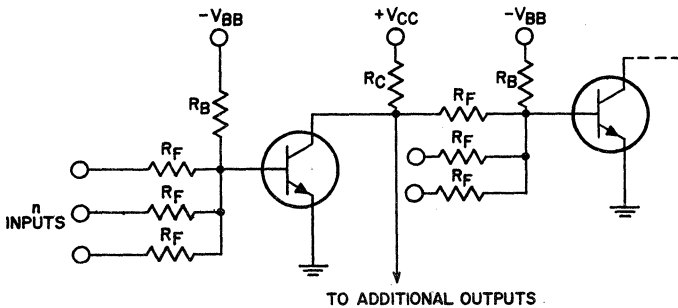 -VBB
+VCC
-VBB
RB
RC
RF
RB
RF
RF
RF
RF
RF
n
INPUTS
TO ADDITIONAL OUTPUTS